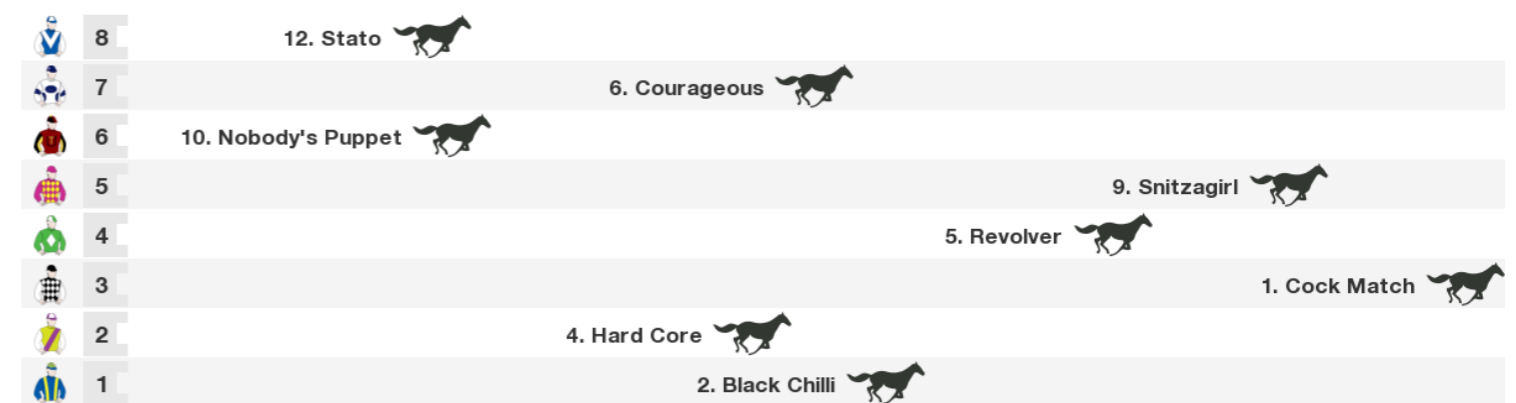 8 12. Stato
7 6. Courageous
6 10. Nobody's Puppet
5 9. Snitzagirl
4 5. Revolver
3 1. Cock Match
2 4. Hard Core
1 2. Black Chilli